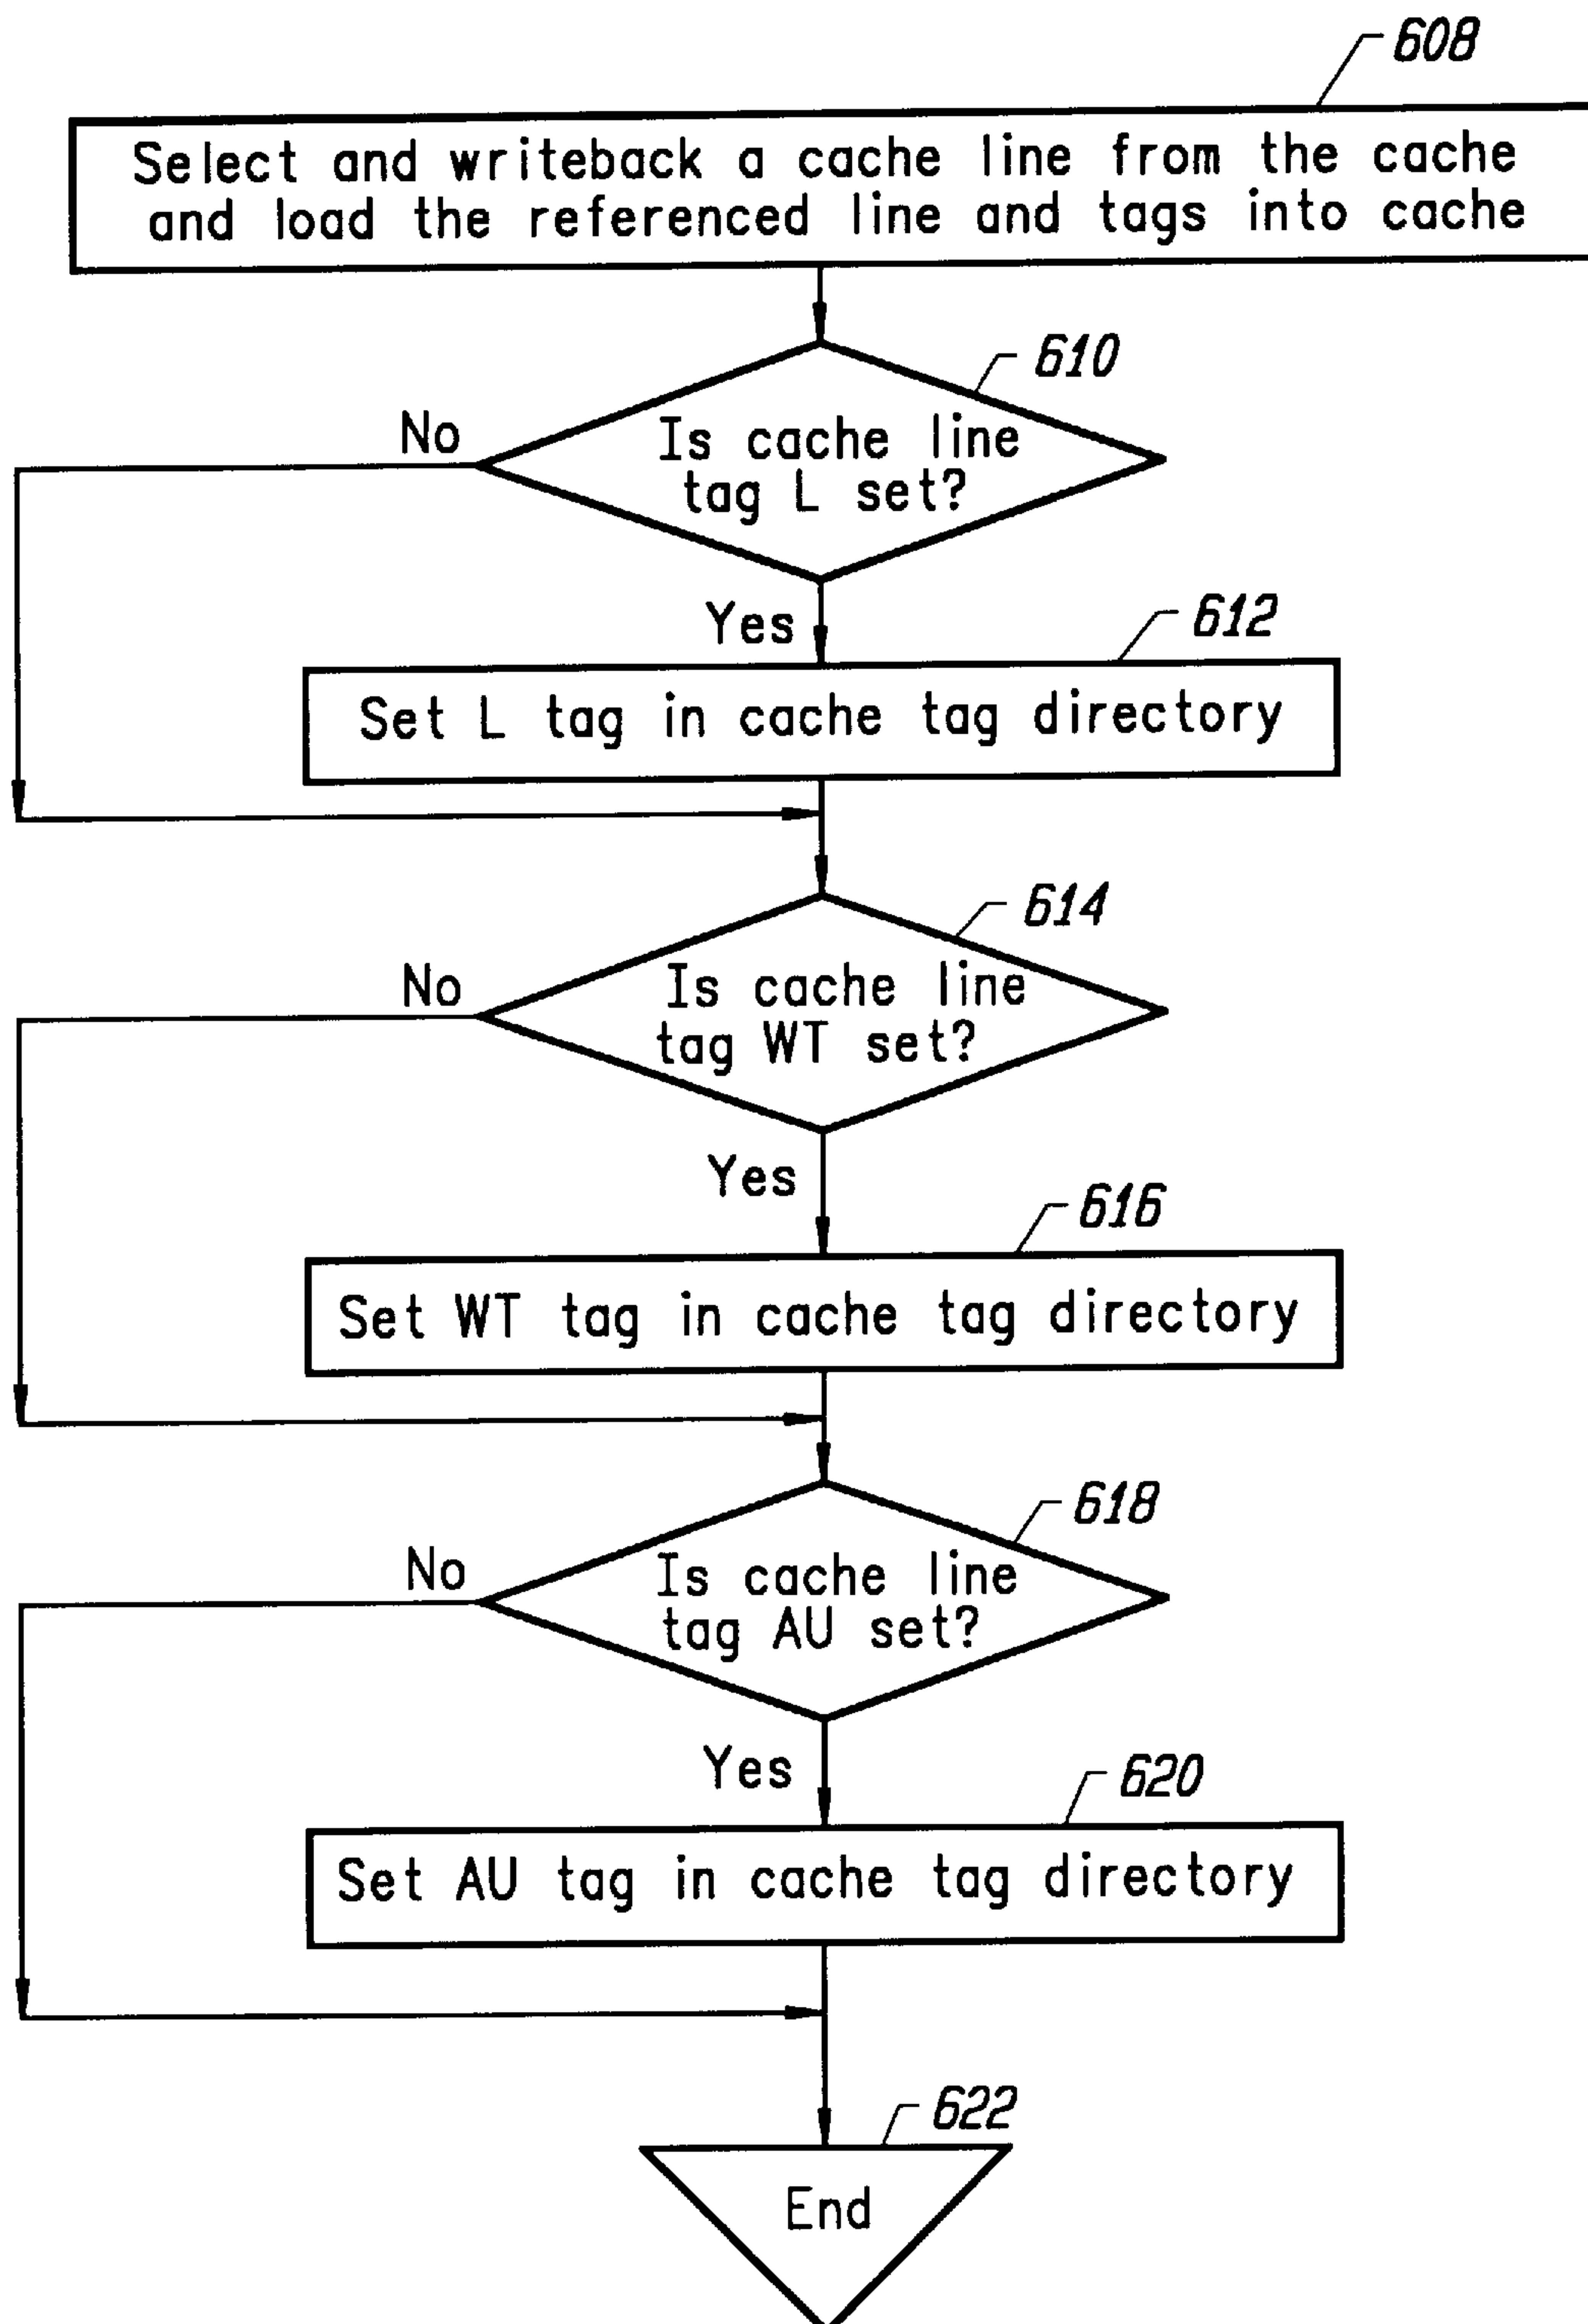 608
Select and writeback a cache line from the cache
and load the referenced line and tags into cache
610
No
Is cache line
tag L set?
Yes
612
Set L tag in cache tag directory
614
No
Is cache line
tag WT set?
Yes
616
Set WT tag in cache tag directory
618
No
Is cache line
tag AU set?
Yes
620
Set AU tag in cache tag directory
622
End